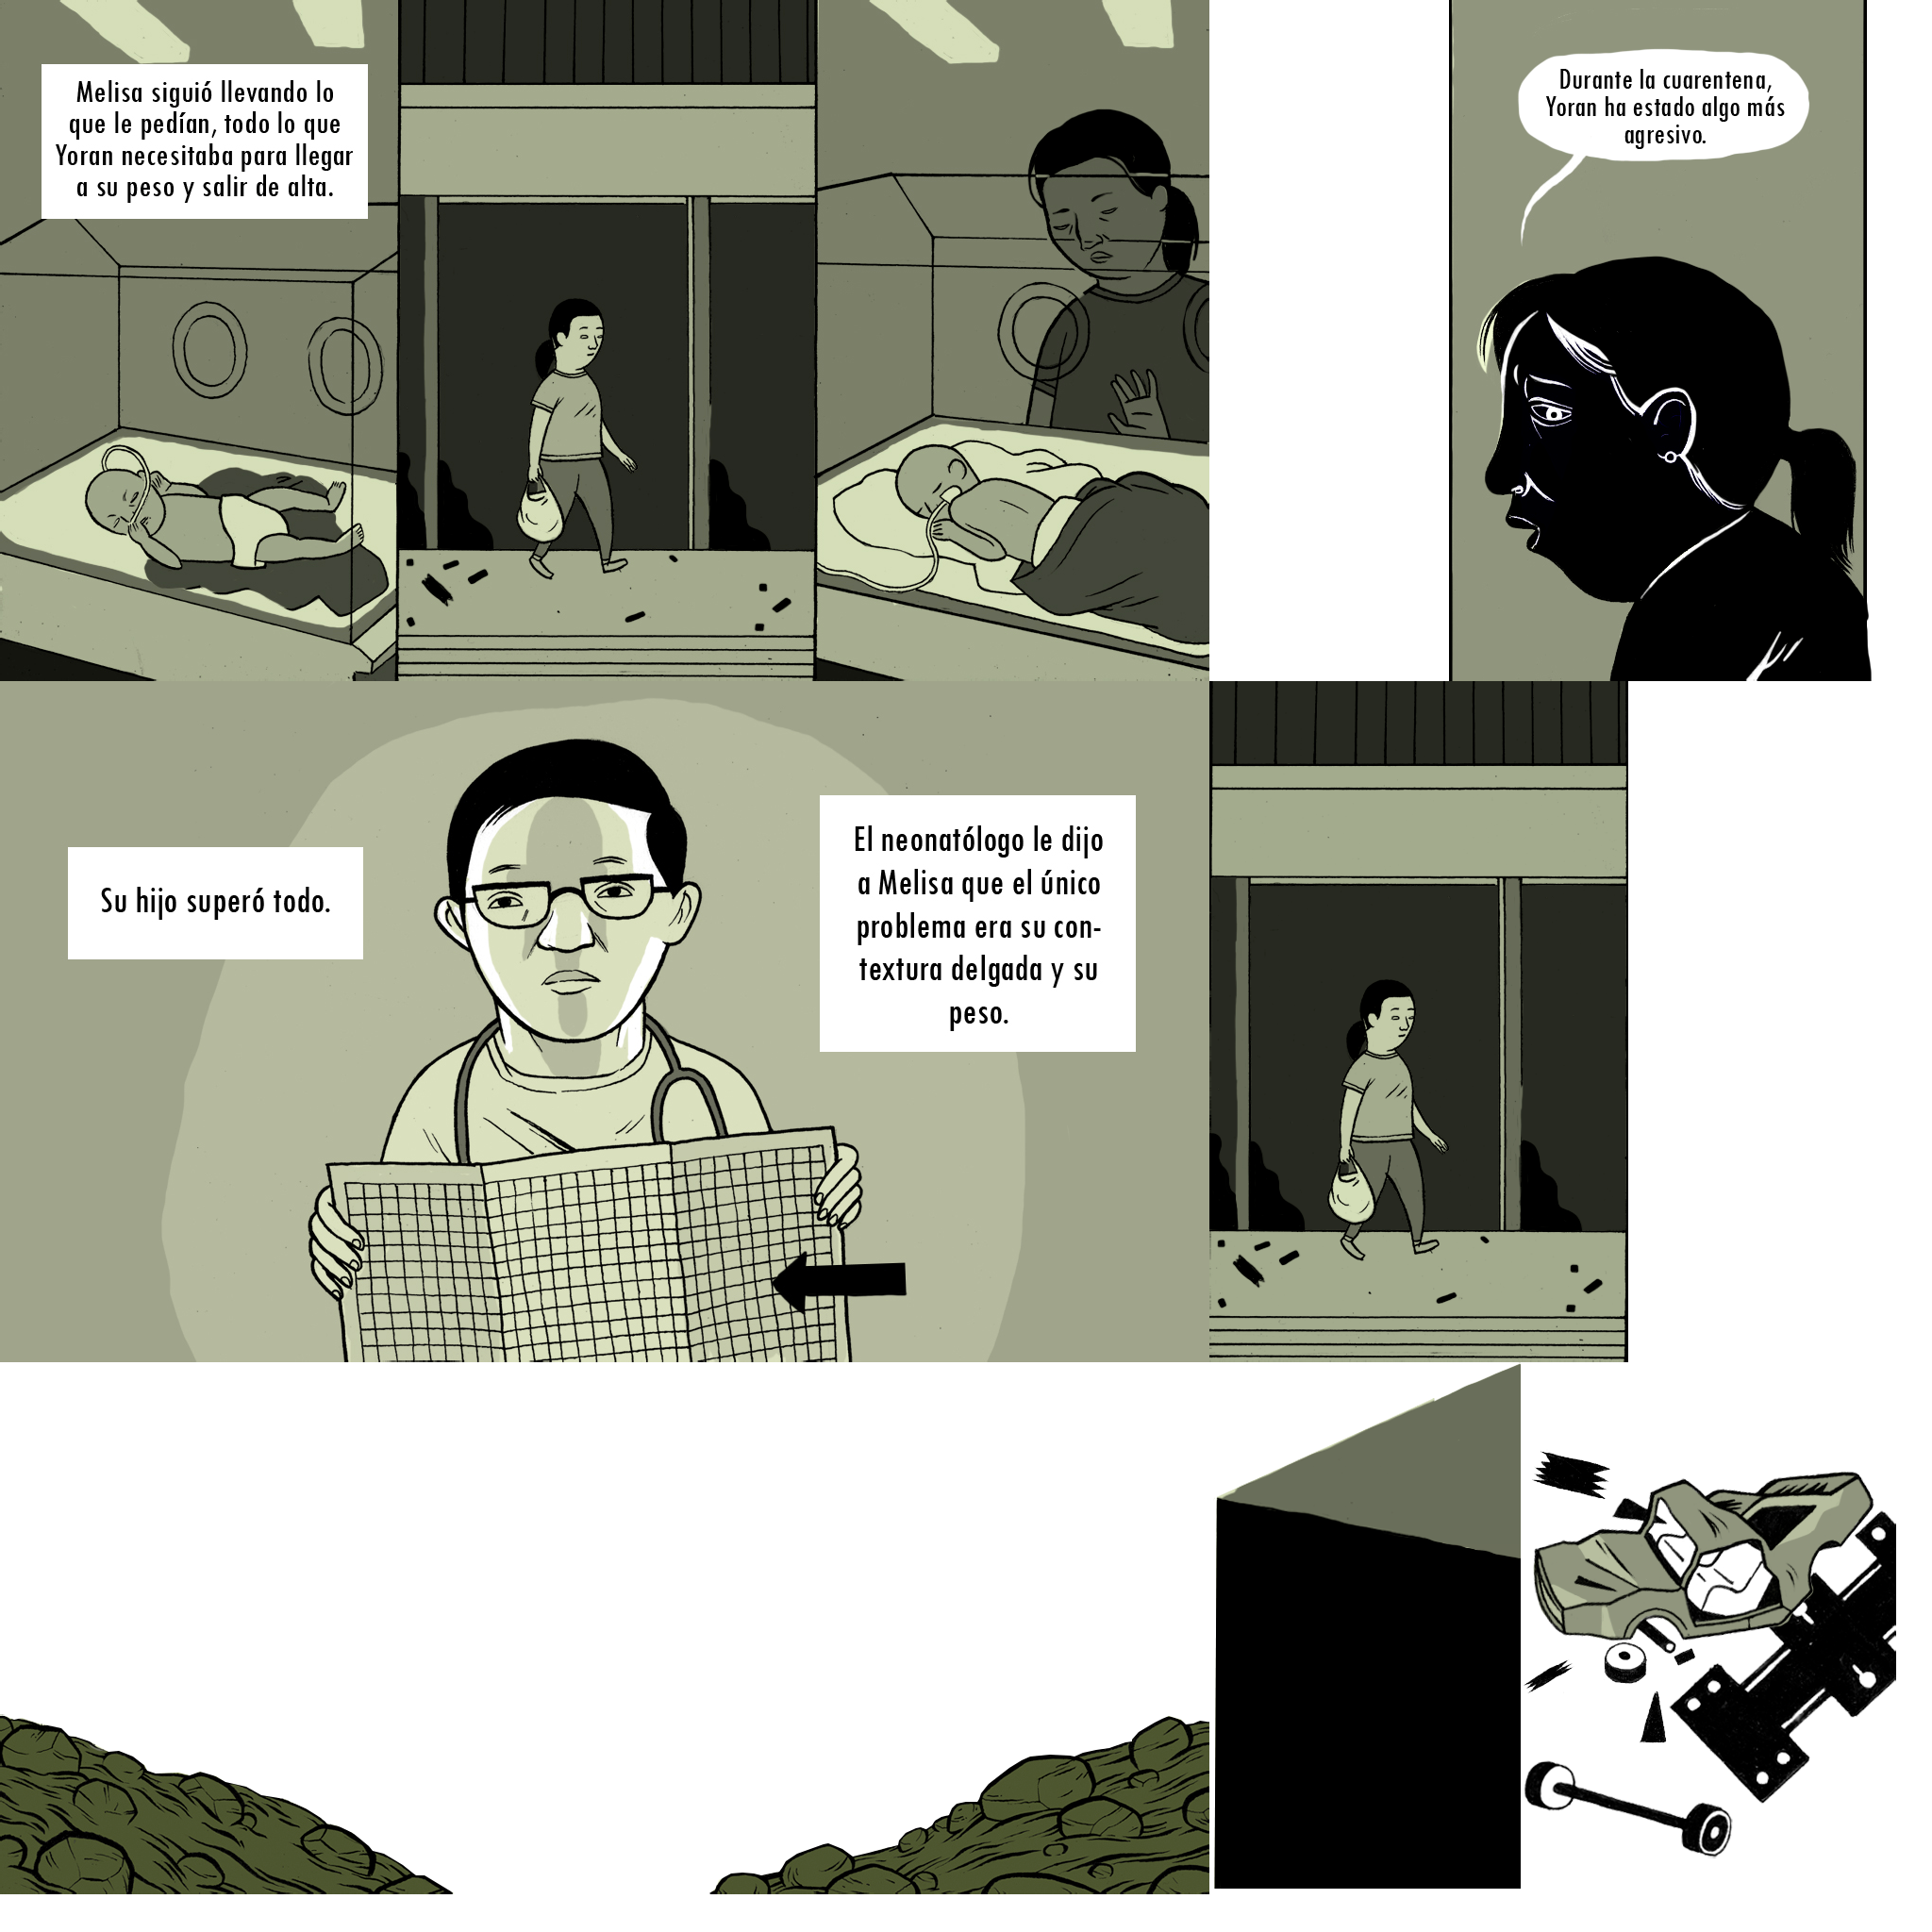 Melisa siguió llevando lo
que le pedían, todo lo que
Yoran necesitaba para llegar
a su peso y salir de alta.
Durante la cuarentena,
Yoran ha estado algo más
agresivo.
Su hijo superó todo.
El neonatólogo le dijo
a Melisa que el único
problema era su con-
textura delgada y su
peso.